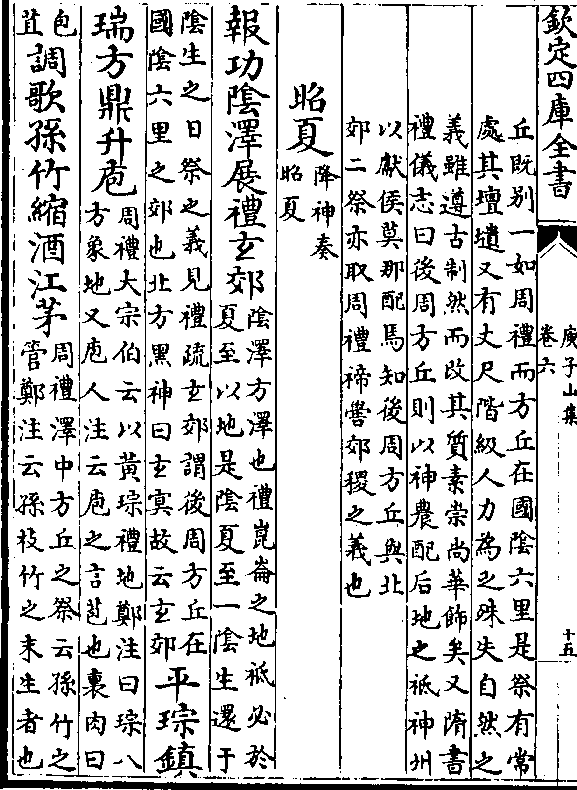 欽定四庫全書
庾子山集
卷六
十五
丘既別一如周禮而方丘在國陰六里是祭有常
處其壇壝又有丈尺階級人力為之殊失自然之
義雖遵古制然而改其質素崇尚華飾矣又隋書
禮儀志曰後周方丘則以神農配后地之祗神州
以獻侯莫那配焉知後周方丘與北
郊二祭亦取周禮禘嚳郊稷之義也
昭夏
降神奏
昭夏
報功陰澤展禮玄郊
陰澤方澤也禮崑崙之地祗必於
夏至以地是陰夏至一陰生還于
陰生之日祭之義見禮疏玄郊謂後周方丘在
國陰六里之郊也北方黑神曰玄冥故云玄郊
平琮鎮
瑞方鼎升庖
周禮大宗伯云以黃琮禮地鄭注曰琮八
方象地又庖人注云庖之言苞也裹肉曰
包
苴
調歌孫竹縮酒江茅
周禮澤中方丘之祭云孫竹之
管鄭注云孫枝竹之末生者也